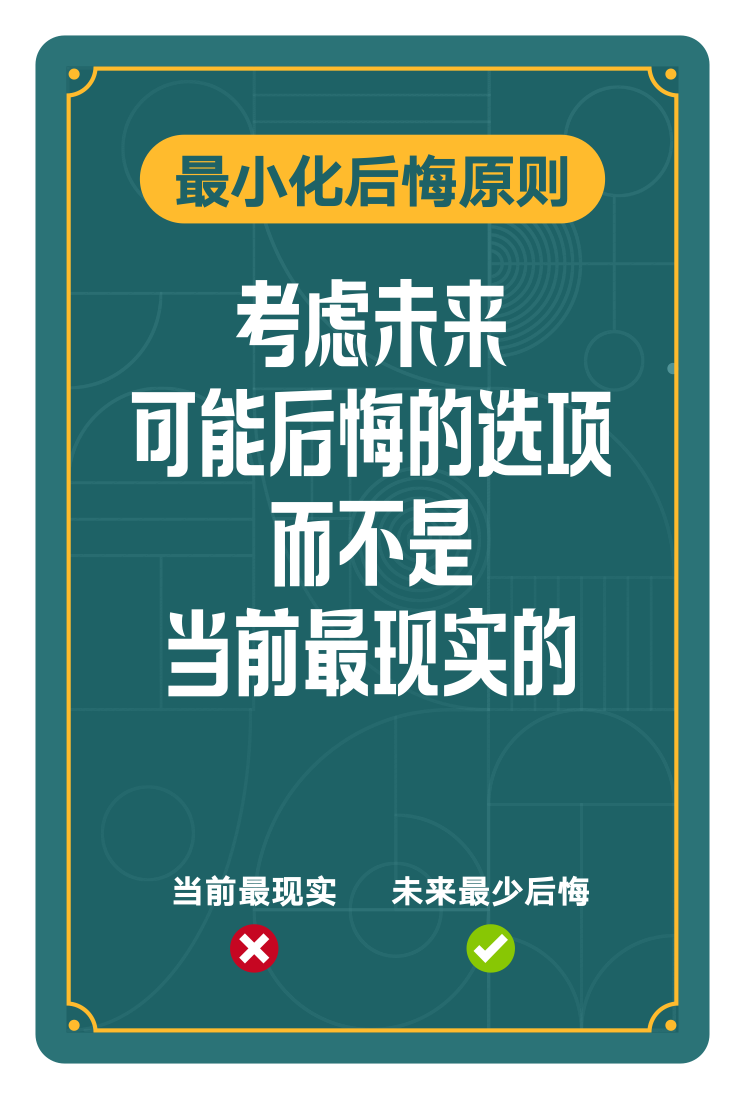 最小化后悔原则
考虑未来
可能后悔的选项
而不是
当前最现实的
当前最现实
未来最少后悔